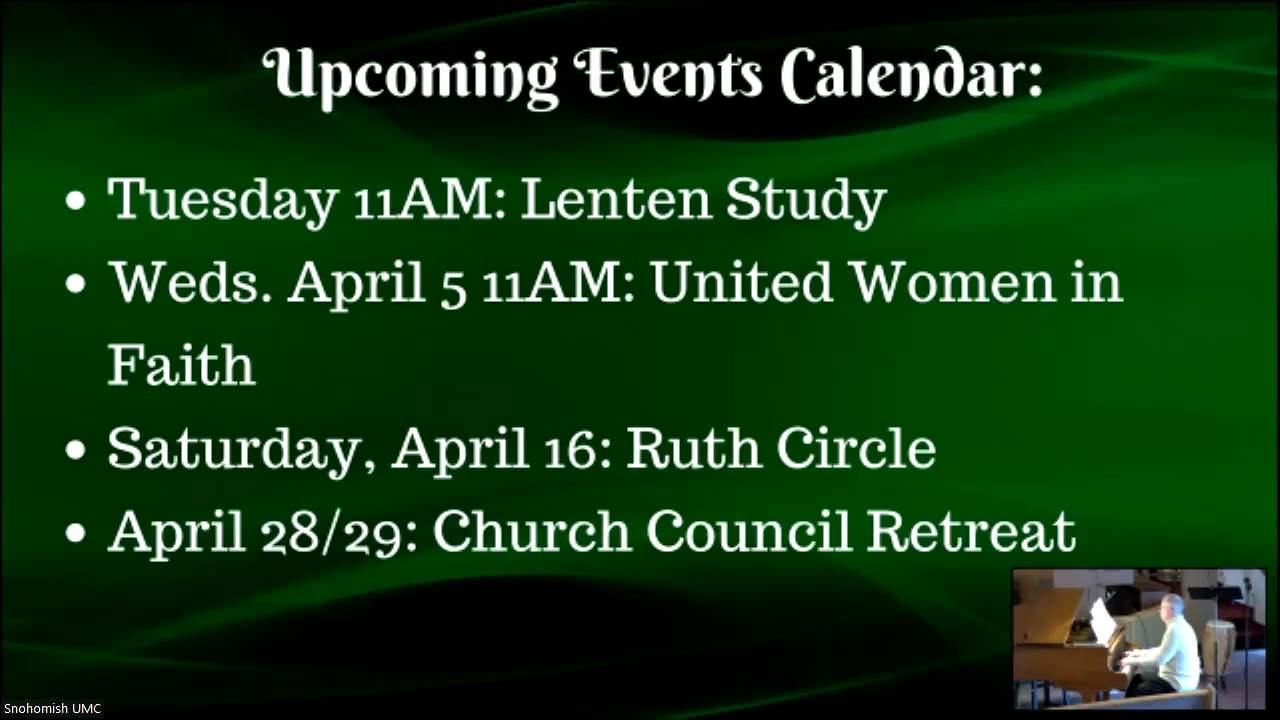 Upcoming Events Calendar:
• Tuesday 11AM: Lenten Study
• Weds. April 5 11AM: United Women in
Faith
• Saturday, April 16: Ruth Circle
• April 28/29: Church Council Retreat
Snohomish UMC